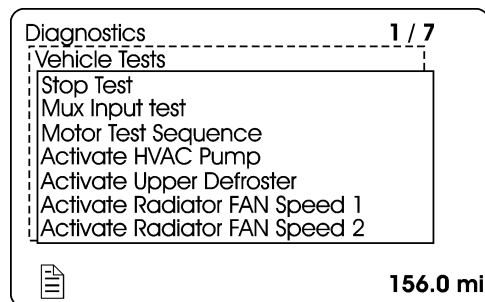 Diagnostics 1 / 7
Vehicle Tests
Stop Test
Mux Input test
Motor Test Sequence
Activate HVAC Pump
Activate Upper Defroster
Activate Radiator FAN Speed 1
Activate Radiator FAN Speed 2
156.0 mi